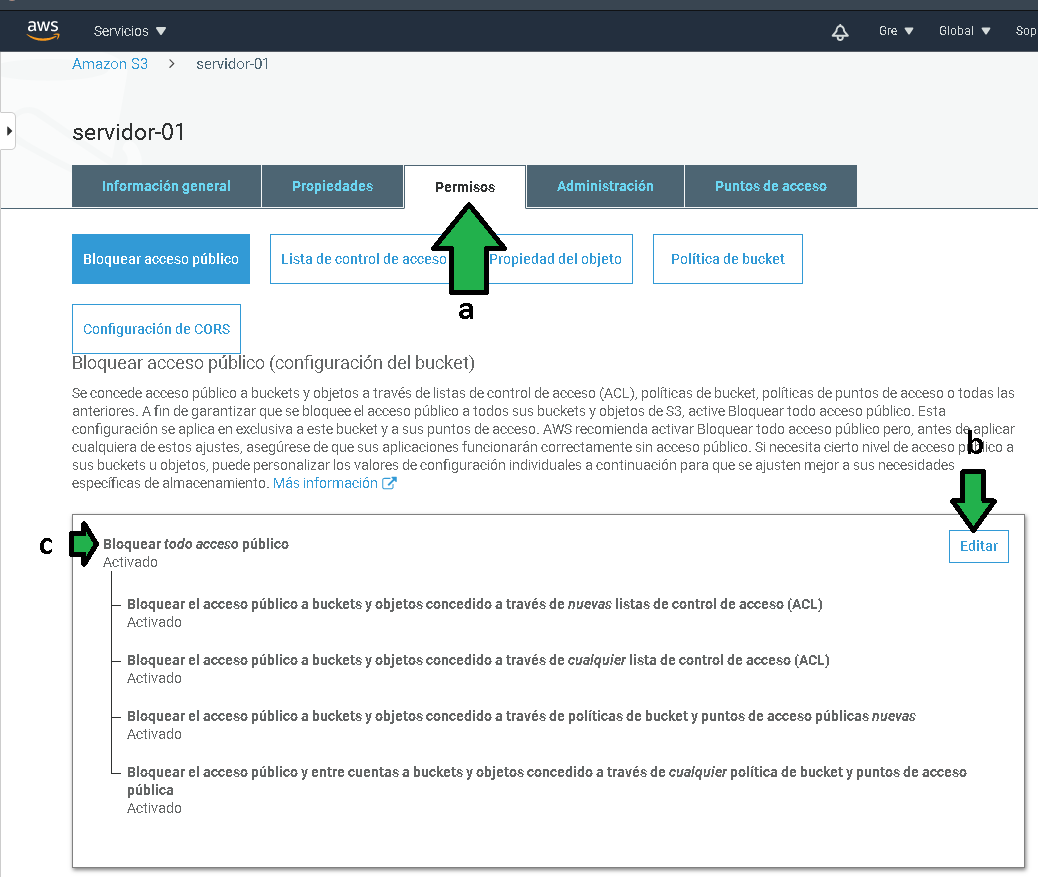 aws Servicios Gre Global
Amazon S3 servidor-01
servidor-01
Información general Propiedades Permisos Administración Puntos de acceso
Bloquear acceso público Lista de control de acceso Propiedad del objeto Política de bucket
a
Configuración de CORS
Bloquear acceso público (configuración del bucket)
Se concede acceso público a buckets y objetos a través de listas de control de acceso (ACL), políticas de bucket, políticas de puntos de acceso o todas las
anteriores. A fin de garantizar que se bloquee el acceso público a todos sus buckets y objetos de S3, active Bloquear todo acceso público. Esta
configuración se aplica en exclusiva a este bucket y a sus puntos de acceso. AWS recomienda activar Bloquear todo acceso público pero, antes de aplicar
cualquiera de estos ajustes, asegúrese de que sus aplicaciones funcionarán correctamente sin acceso público. Si necesita cierto nivel de acceso público a
sus buckets u objetos, puede personalizar los valores de configuración individuales a continuación para que se ajusten mejor a sus necesidades
específicas de almacenamiento. Más información
b
c Bloquear todo acceso público Editar
Activado
Bloquear el acceso público a buckets y objetos concedido a través de nuevas listas de control de acceso (ACL)
Activado
Bloquear el acceso público a buckets y objetos concedido a través de cualquier lista de control de acceso (ACL)
Activado
Bloquear el acceso público a buckets y objetos concedido a través de políticas de bucket y puntos de acceso públicas nuevas
Activado
Bloquear el acceso público y entre cuentas a buckets y objetos concedido a través de cualquier política de bucket y puntos de acceso
pública
Activado